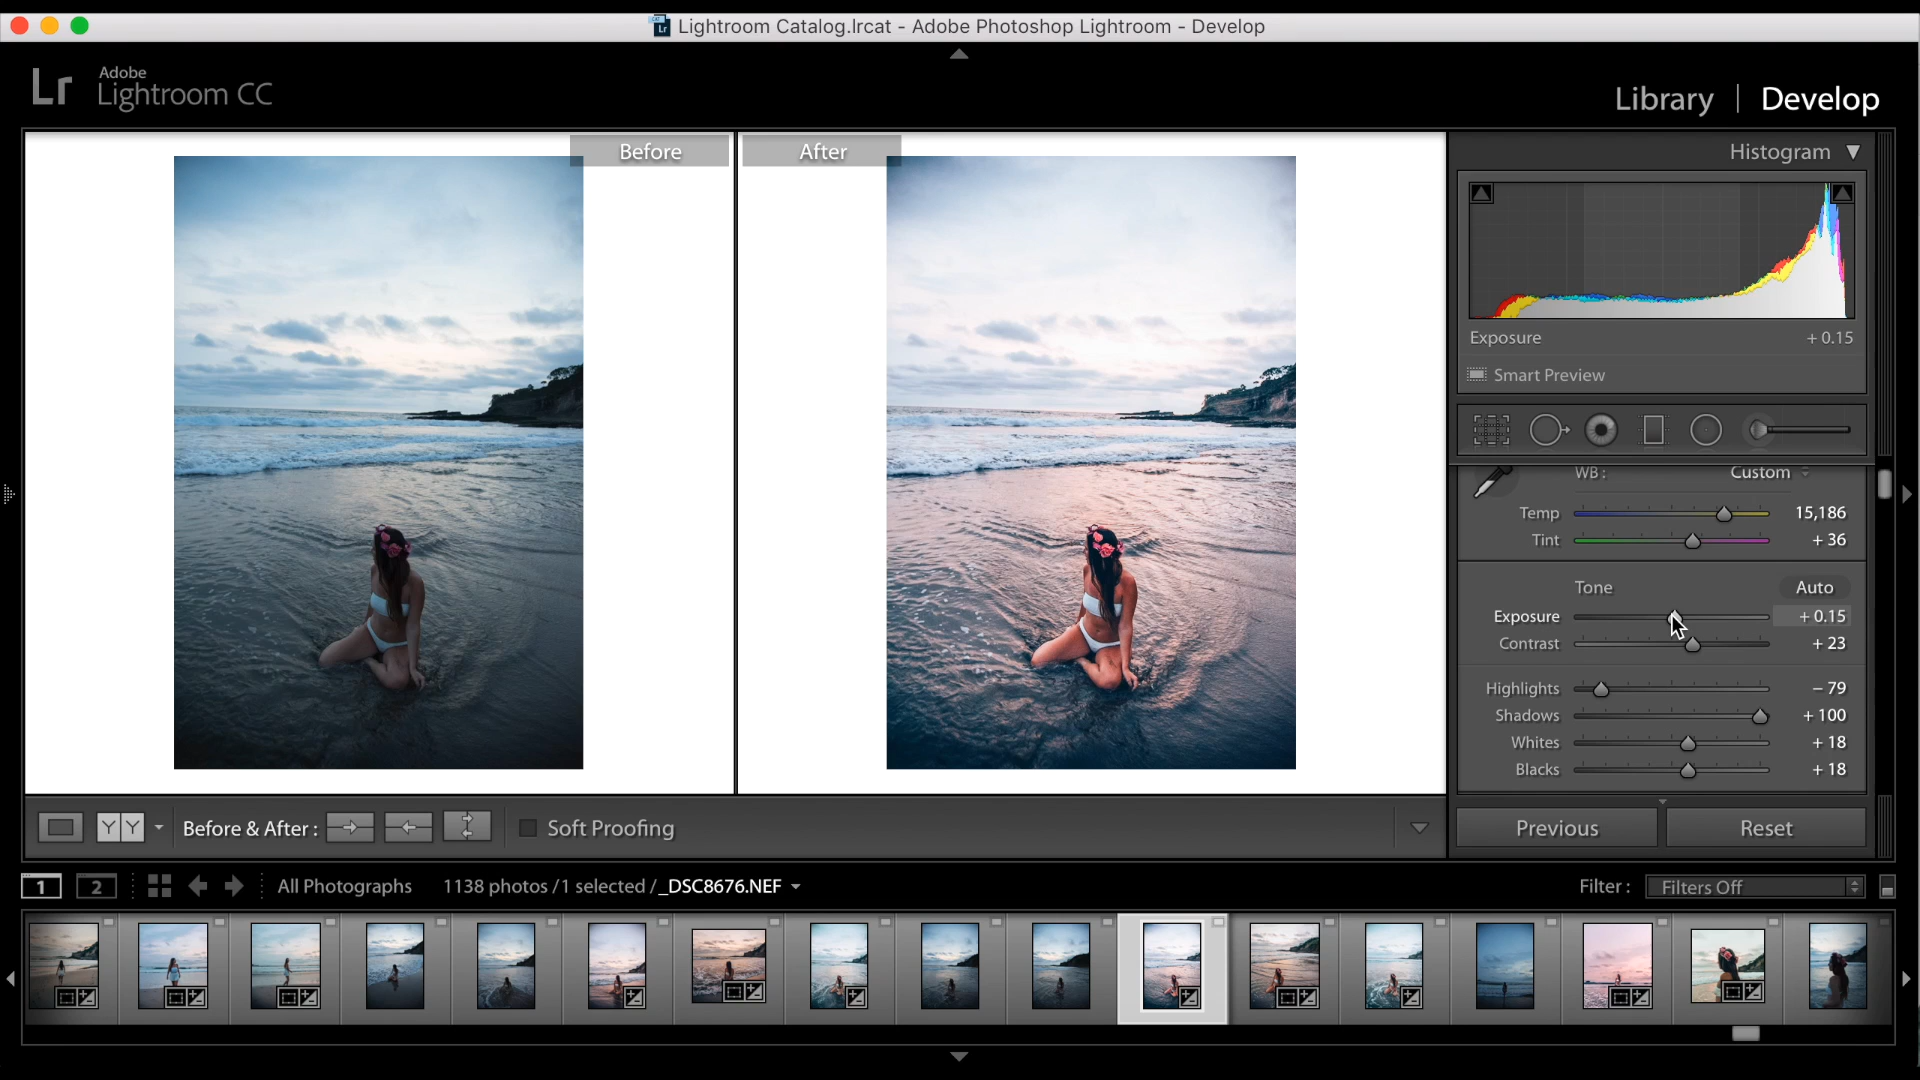 Lightroom Catalog.lrcat - Adobe Photoshop Lightroom - Develop
Lr Adobe Lightroom CC
Library | Develop
Before
After
Histogram
Exposure + 0.15
Smart Preview
WB : Custom
Temp 15,186
Tint + 36
Tone Auto
Exposure + 0.15
Contrast + 23
Highlights – 79
Shadows + 100
Whites + 18
Blacks + 18
Y Y Before & After : Soft Proofing
Previous Reset
1 2 All Photographs 1138 photos / 1 selected / _DSC8676.NEF Filter : Filters Off